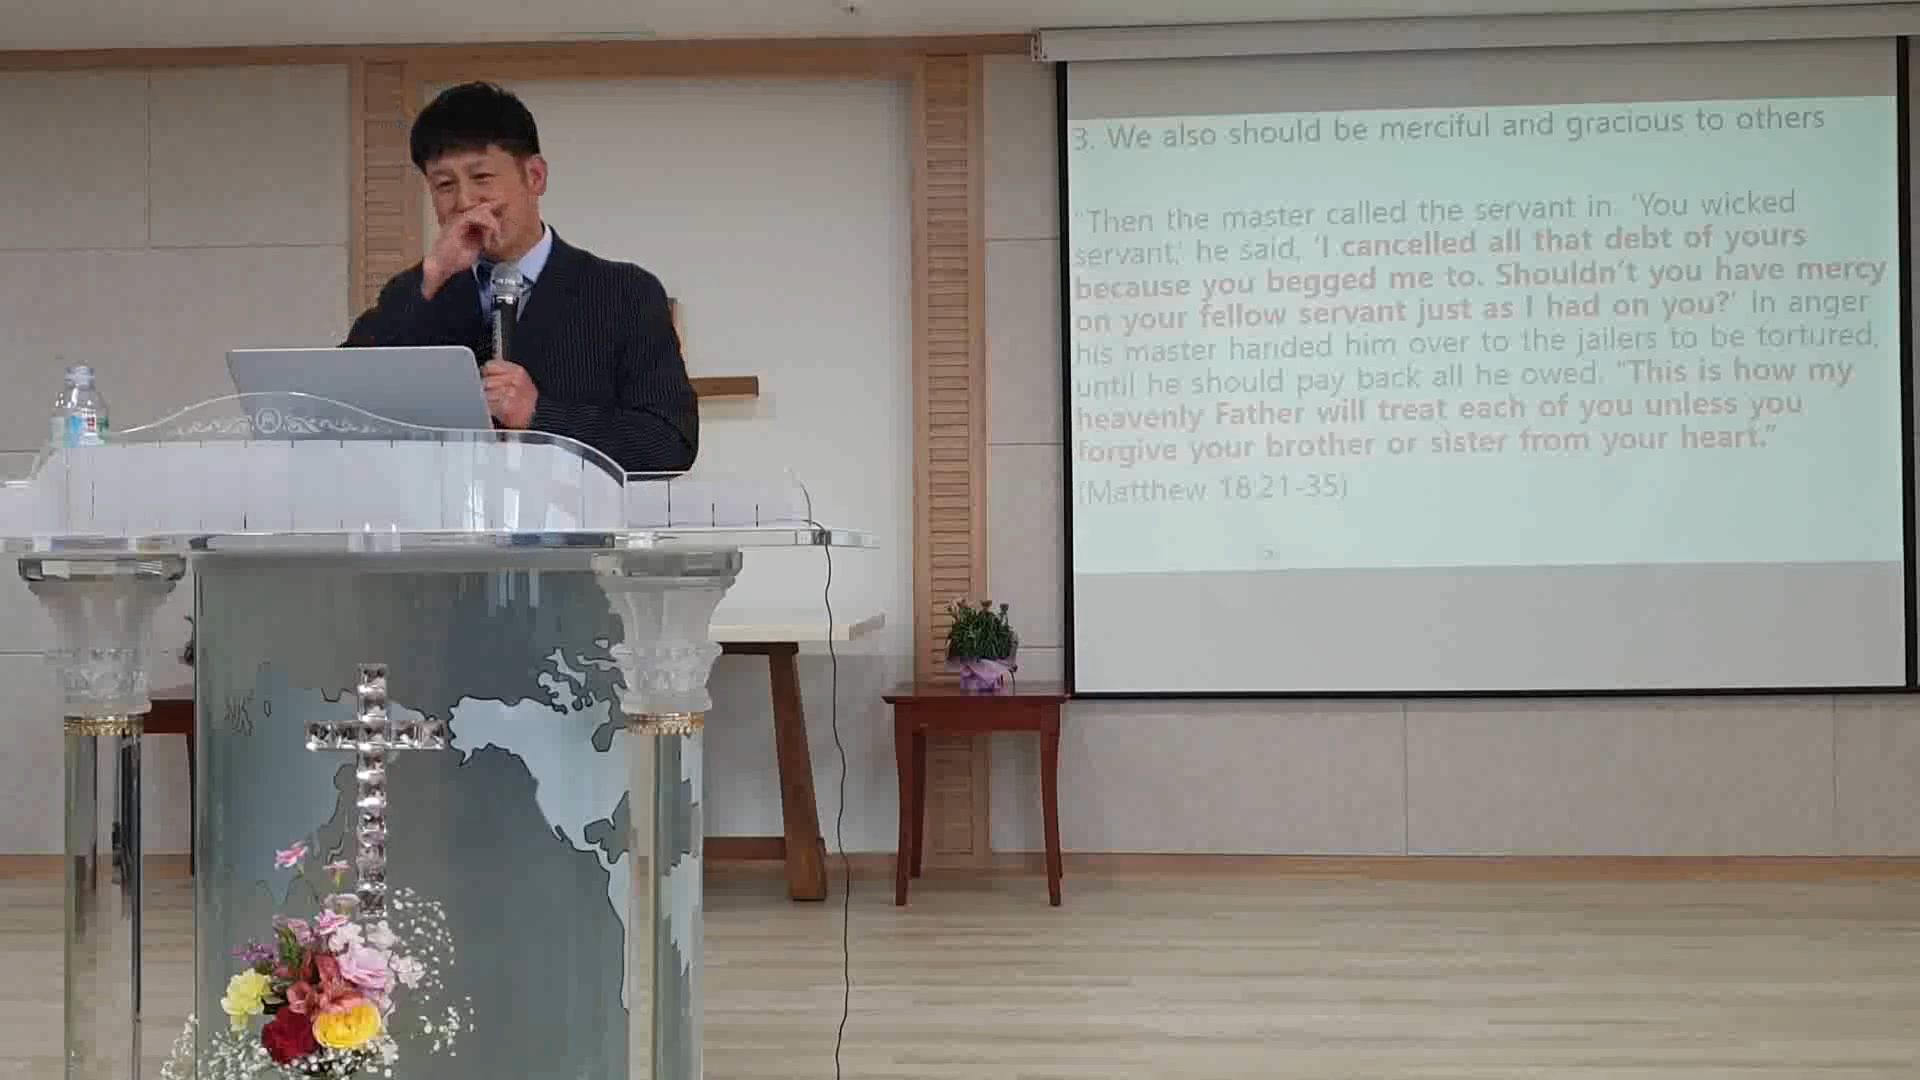 3. We also should be merciful and gracious to others
"Then the master called the servant in. 'You wicked
servant,' he said, 'I cancelled all that debt of yours
because you begged me to. Shouldn't you have mercy
on your fellow servant just as I had on you?' In anger
his master handed him over to the jailers to be tortured,
until he should pay back all he owed. "This is how my
heavenly Father will treat each of you unless you
forgive your brother or sister from your heart."
(Matthew 18:21-35)